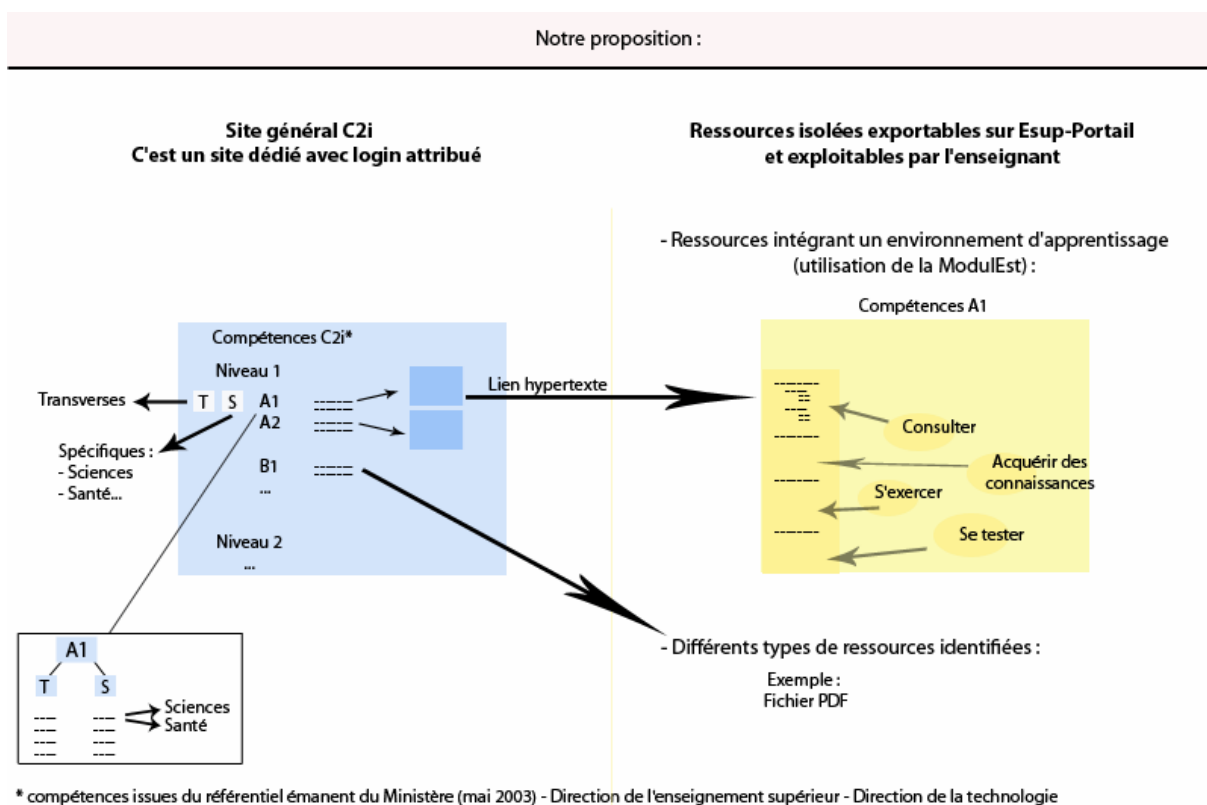 Notre proposition :
Site général C2i
C'est un site dédié avec login attribué
Ressources isolées exportables sur Esup-Portail
et exploitables par l'enseignant
- Ressources intégrant un environnement d'apprentissage
(utilisation de la ModulEst) :
Compétences A1
Compétences C2i*
Niveau 1
Transverses
T S A1
A2
Spécifiques :
- Sciences
- Santé...
B1
...
Niveau 2
...
Lien hypertexte
Consulter
Acquérir des
connaissances
S'exercer
Se tester
A1
T S
Sciences
Santé
- Différents types de ressources identifiées :
Exemple :
Fichier PDF
* compétences issues du référentiel émanent du Ministère (mai 2003) - Direction de l'enseignement supérieur - Direction de la technologie